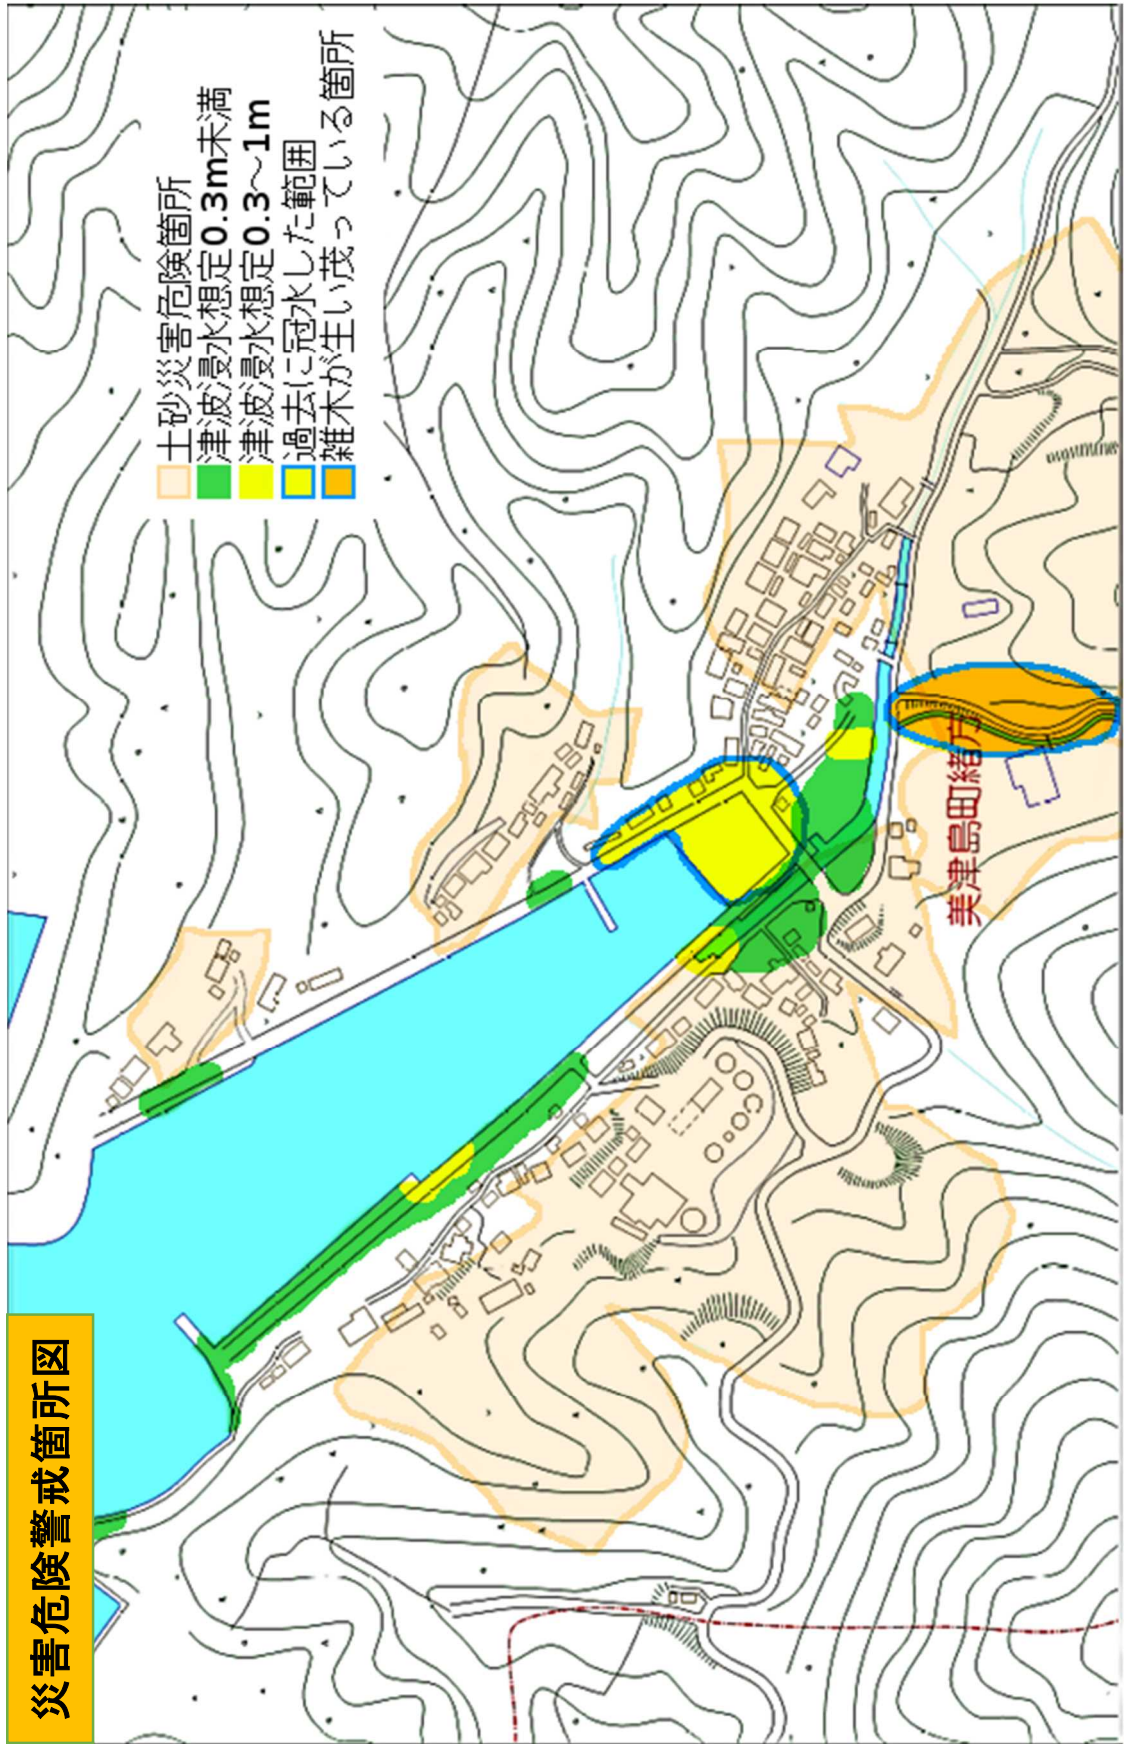 災害危険警戒箇所図
土砂災害危険箇所
津波浸水想定0.3m未満
津波浸水想定0.3～1m
過去に冠水した範囲
雑木が生い茂っている箇所
美津島町緒方